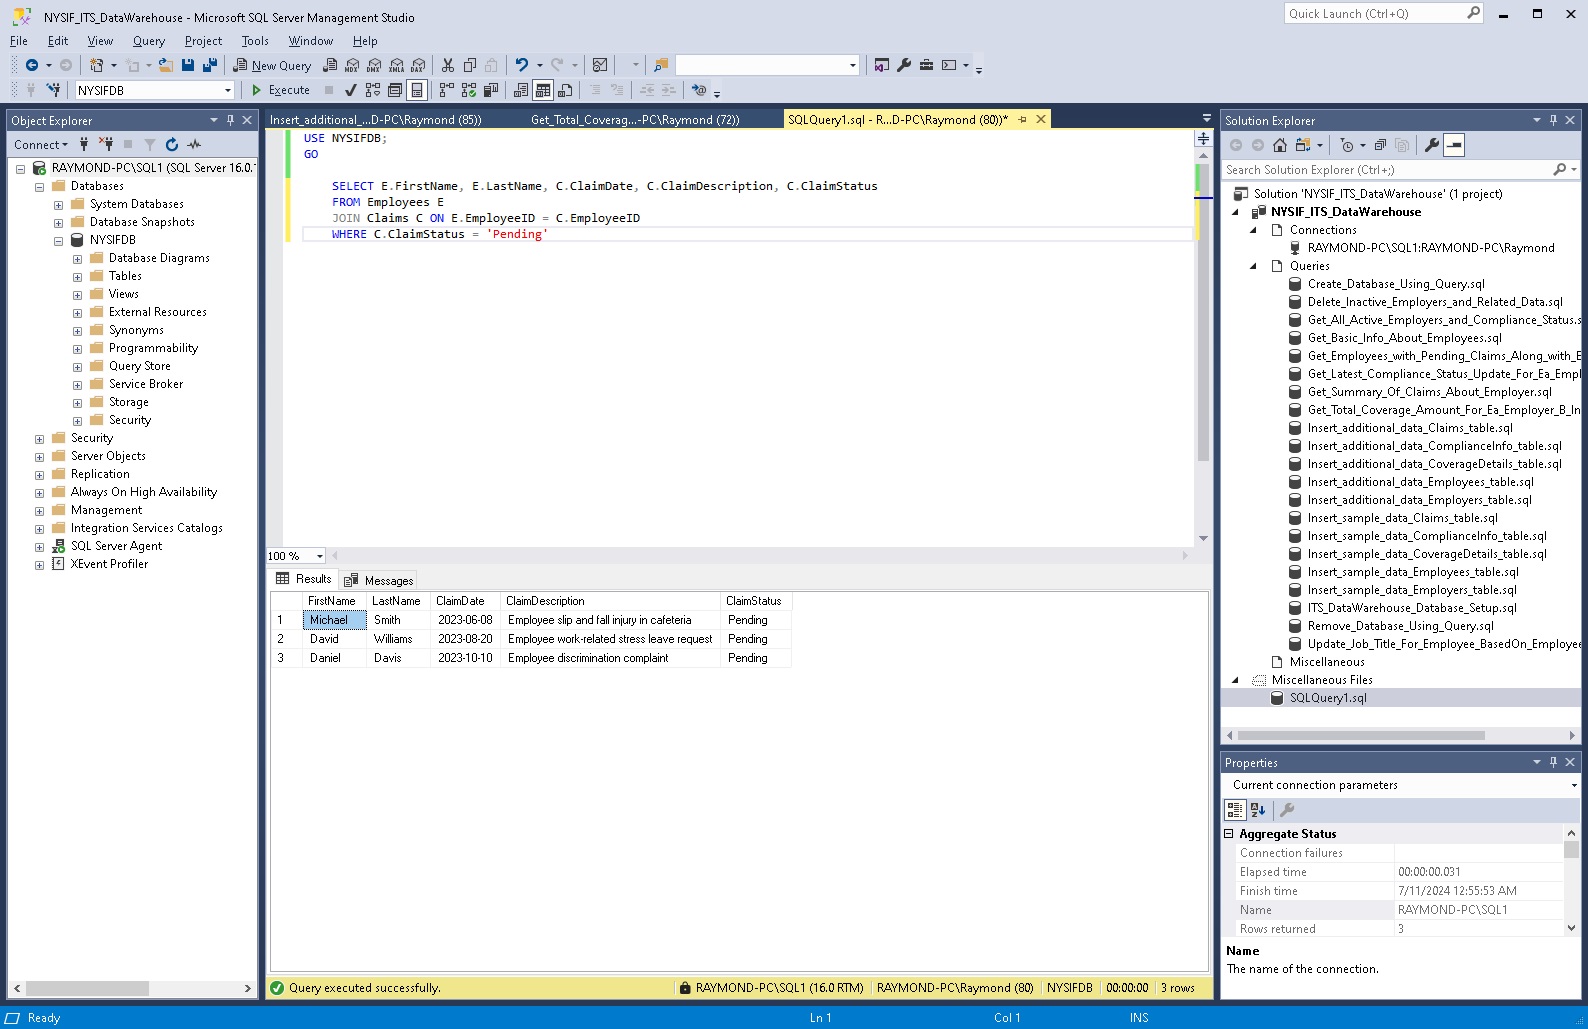 NYSIF_ITS_DataWarehouse - Microsoft SQL Server Management Studio
Quick Launch (Ctrl+Q)
File Edit View Query Project Tools Window Help
New Query
MDX DMX XMLA DAX
NYSIFDB
Execute
Object Explorer
Connect
RAYMOND-PC\SQL1 (SQL Server 16.0.
Databases
System Databases
Database Snapshots
NYSIFDB
Database Diagrams
Tables
Views
External Resources
Synonyms
Programmability
Query Store
Service Broker
Storage
Security
Security
Server Objects
Replication
Always On High Availability
Management
Integration Services Catalogs
SQL Server Agent
XEvent Profiler
Insert_additional_...D-PC\Raymond (85))
Get_Total_Coverag...-PC\Raymond (72))
SQLQuery1.sql - R...D-PC\Raymond (80))*
USE NYSIFDB;
GO
SELECT E.FirstName, E.LastName, C.ClaimDate, C.ClaimDescription, C.ClaimStatus
FROM Employees E
JOIN Claims C ON E.EmployeeID = C.EmployeeID
WHERE C.ClaimStatus = 'Pending'
100 %
Results Messages
FirstName LastName ClaimDate ClaimDescription ClaimStatus
1 Michael Smith 2023-06-08 Employee slip and fall injury in cafeteria Pending
2 David Williams 2023-08-20 Employee work-related stress leave request Pending
3 Daniel Davis 2023-10-10 Employee discrimination complaint Pending
Query executed successfully.
RAYMOND-PC\SQL1 (16.0 RTM) RAYMOND-PC\Raymond (80) NYSIFDB 00:00:00 3 rows
Solution Explorer
Search Solution Explorer (Ctrl+;)
Solution 'NYSIF_ITS_DataWarehouse' (1 project)
NYSIF_ITS_DataWarehouse
Connections
RAYMOND-PC\SQL1:RAYMOND-PC\Raymond
Queries
Create_Database_Using_Query.sql
Delete_Inactive_Employers_and_Related_Data.sql
Get_All_Active_Employers_and_Compliance_Status.s
Get_Basic_Info_About_Employees.sql
Get_Employees_with_Pending_Claims_Along_with_E
Get_Latest_Compliance_Status_Update_For_Ea_Empl
Get_Summary_Of_Claims_About_Employer.sql
Get_Total_Coverage_Amount_For_Ea_Employer_B_In
Insert_additional_data_Claims_table.sql
Insert_additional_data_ComplianceInfo_table.sql
Insert_additional_data_CoverageDetails_table.sql
Insert_additional_data_Employees_table.sql
Insert_additional_data_Employers_table.sql
Insert_sample_data_Claims_table.sql
Insert_sample_data_ComplianceInfo_table.sql
Insert_sample_data_CoverageDetails_table.sql
Insert_sample_data_Employees_table.sql
Insert_sample_data_Employers_table.sql
ITS_DataWarehouse_Database_Setup.sql
Remove_Database_Using_Query.sql
Update_Job_Title_For_Employee_BasedOn_Employee
Miscellaneous
Miscellaneous Files
SQLQuery1.sql
Properties
Current connection parameters
Aggregate Status
Connection failures
Elapsed time 00:00:00.031
Finish time 7/11/2024 12:55:53 AM
Name RAYMOND-PC\SQL1
Rows returned 3
Name
The name of the connection.
Ready Ln 1 Col 1 INS